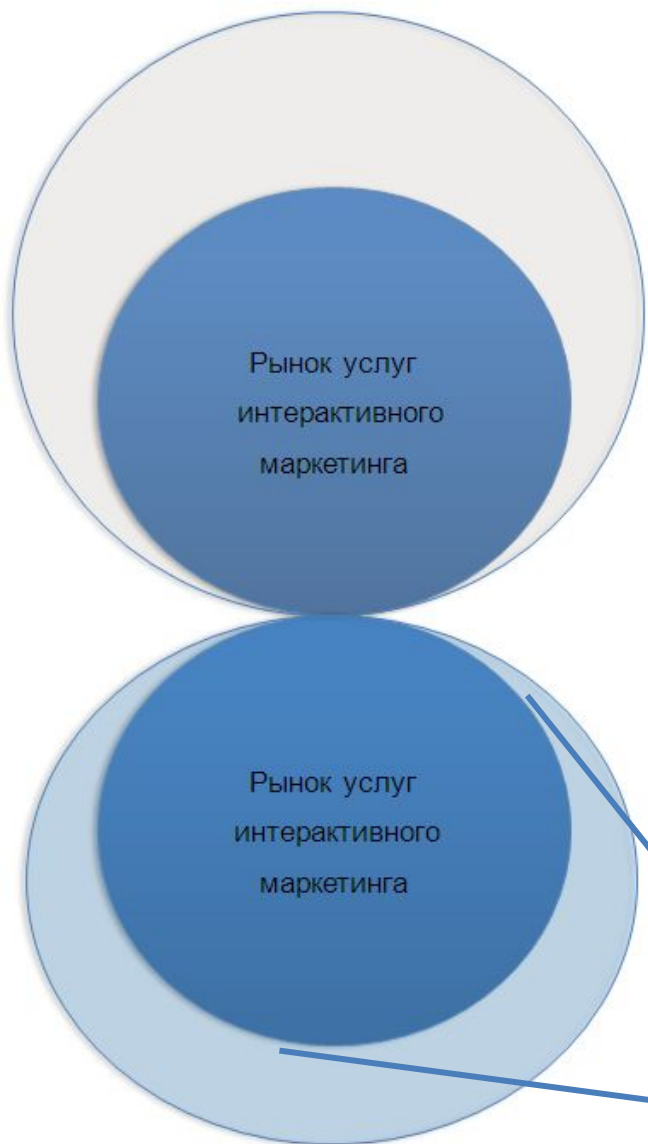 Рынок услуг
интерактивного
маркетинга
Рынок услуг
интерактивного
маркетинга